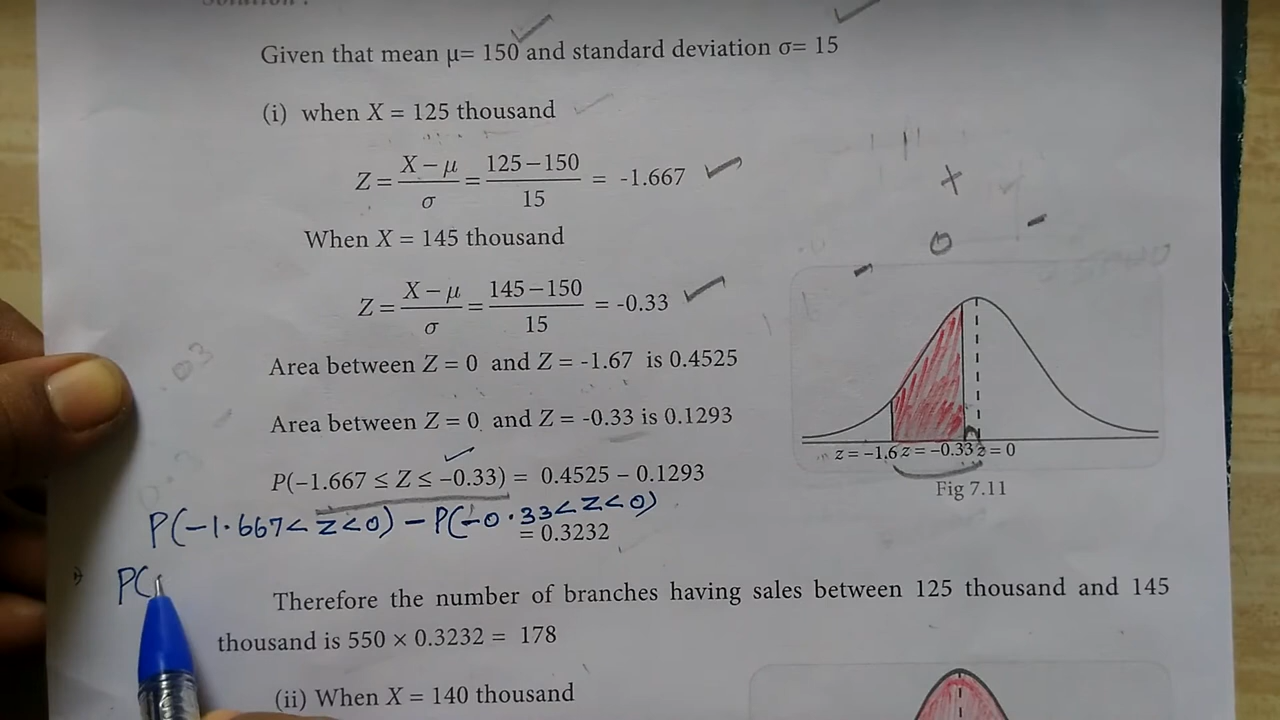 Given that mean μ= 150 and standard deviation σ= 15
(i) when X = 125 thousand
Z = (X − μ)/σ = (125 − 150)/15 = -1.667
When X = 145 thousand
Z = (X − μ)/σ = (145 − 150)/15 = -0.33
Area between Z = 0 and Z = -1.67 is 0.4525
Area between Z = 0 and Z = -0.33 is 0.1293
P(−1.667 ≤ Z ≤ −0.33) = 0.4525 − 0.1293
P(-1.667< z<0) - P(-0.33<z<0)
= 0.3232
P(
Therefore the number of branches having sales between 125 thousand and 145
thousand is 550 × 0.3232 = 178
(ii) When X = 140 thousand
+
-
0
-
z = −1.6 z = −0.33 z = 0
Fig 7.11